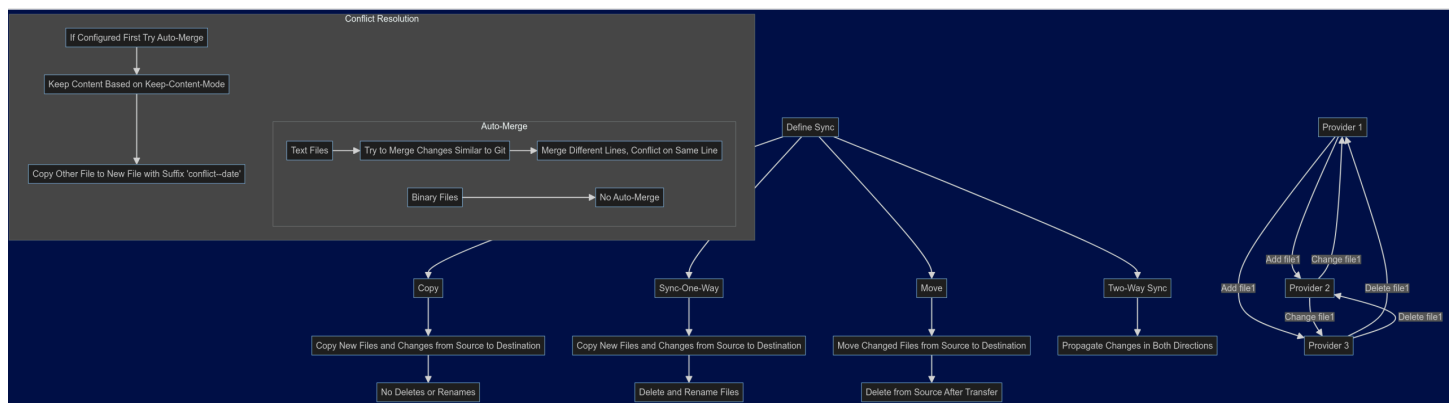 Conflict Resolution
If Configured First Try Auto-Merge
Keep Content Based on Keep-Content-Mode
Copy Other File to New File with Suffix 'conflict--date'
Auto-Merge
Text Files
Try to Merge Changes Similar to Git
Merge Different Lines, Conflict on Same Line
Binary Files
No Auto-Merge
Define Sync
Copy
Sync-One-Way
Move
Two-Way Sync
Copy New Files and Changes from Source to Destination
Copy New Files and Changes from Source to Destination
Move Changed Files from Source to Destination
Propagate Changes in Both Directions
No Deletes or Renames
Delete and Rename Files
Delete from Source After Transfer
Provider 1
Add file1
Change file1
Add file1
Provider 2
Delete file1
Change file1
Delete file1
Provider 3